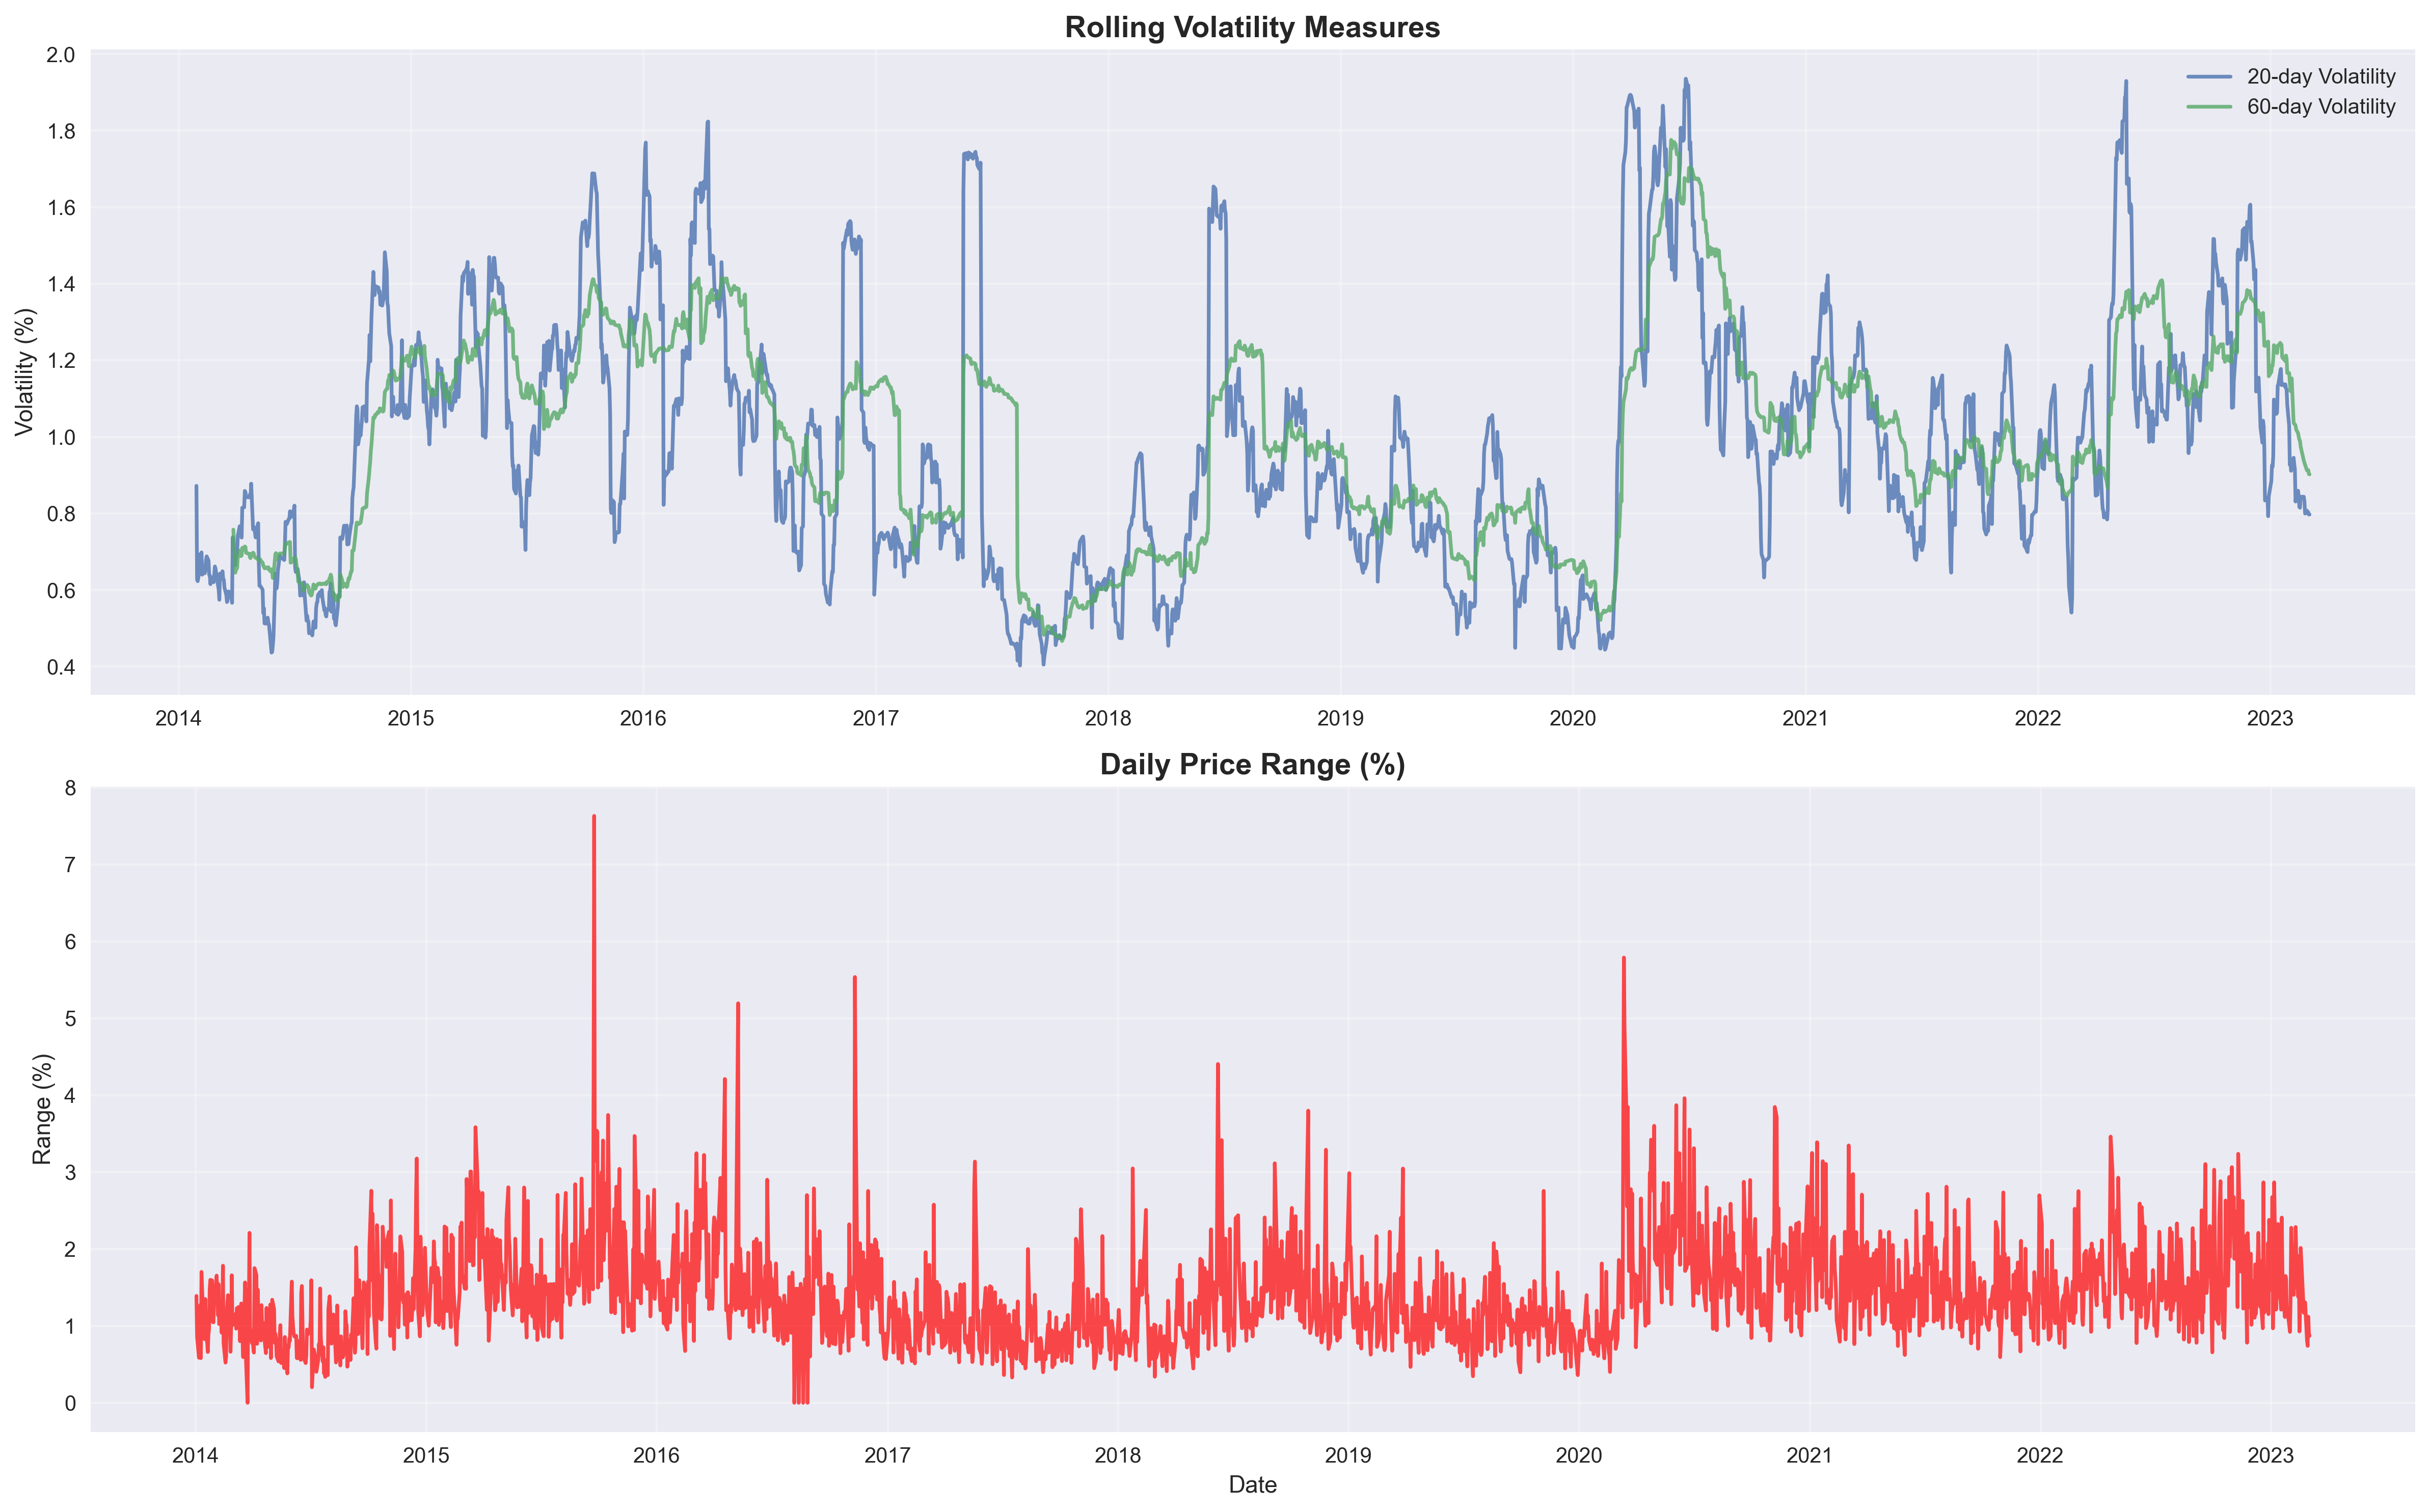 Rolling Volatility Measures
Volatility (%)
2.0
1.8
1.6
1.4
1.2
1.0
0.8
0.6
0.4
20-day Volatility
60-day Volatility
2014 2015 2016 2017 2018 2019 2020 2021 2022 2023
Daily Price Range (%)
Range (%)
8
7
6
5
4
3
2
1
0
2014 2015 2016 2017 2018 2019 2020 2021 2022 2023
Date